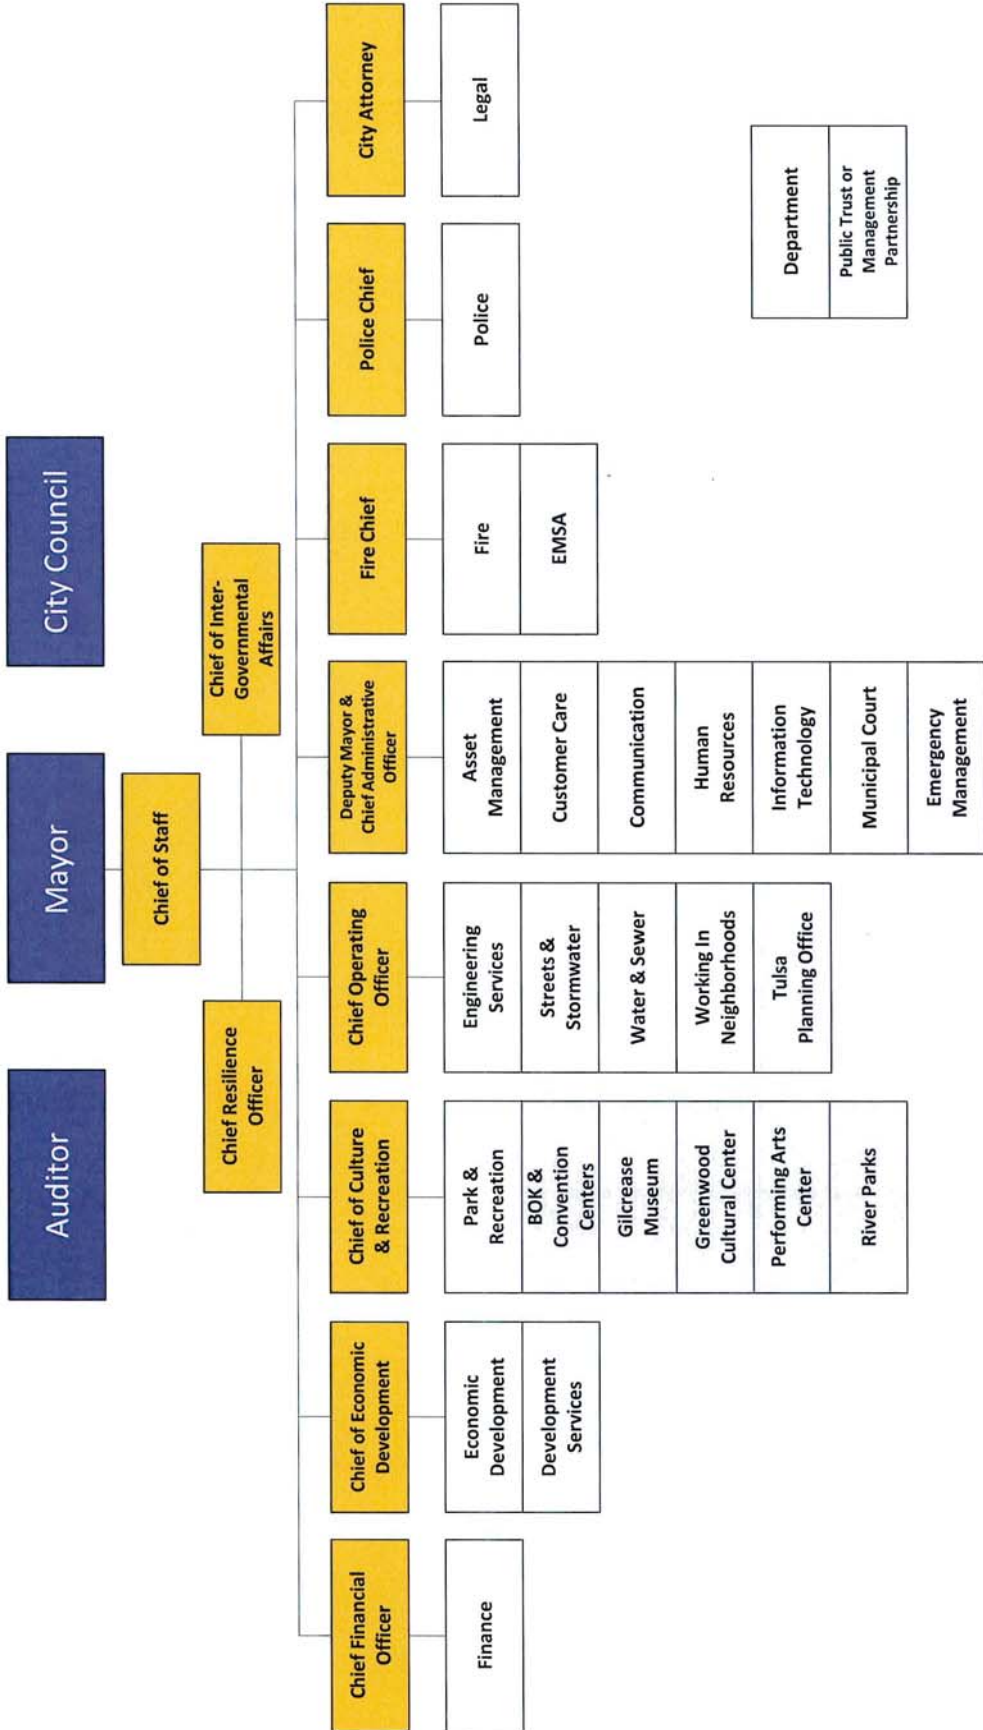 Auditor
Mayor
City Council
Chief of Staff
Chief Resilience
Officer
Chief of Inter-
Governmental
Affairs
Chief Financial
Officer
Finance
Chief of Economic
Development
Economic
Development
Development
Services
Chief of Culture
& Recreation
Park &
Recreation
BOK &
Convention
Centers
Gilcrease
Museum
Greenwood
Cultural Center
Performing Arts
Center
River Parks
Chief Operating
Officer
Engineering
Services
Streets &
Stormwater
Water & Sewer
Working In
Neighborhoods
Tulsa
Planning Office
Deputy Mayor &
Chief Administrative
Officer
Asset
Management
Customer Care
Communication
Human
Resources
Information
Technology
Municipal Court
Emergency
Management
Fire Chief
Fire
EMSA
Police Chief
Police
City Attorney
Legal
Department
Public Trust or
Management
Partnership